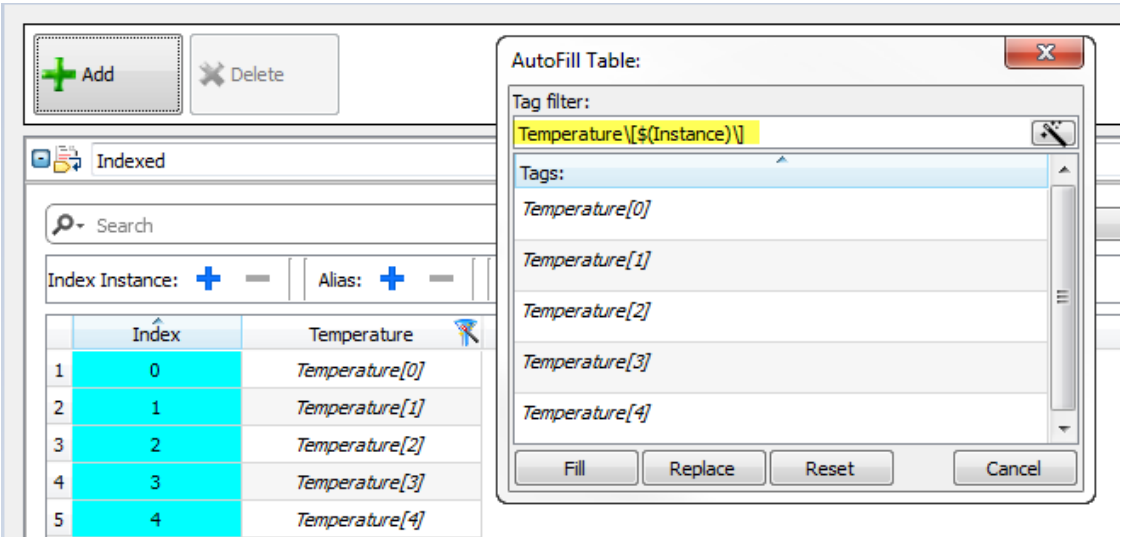 Add
Delete
Indexed
Search
Index Instance:
Alias:
Index Temperature
1 0 Temperature[0]
2 1 Temperature[1]
3 2 Temperature[2]
4 3 Temperature[3]
5 4 Temperature[4]
AutoFill Table:
Tag filter:
Temperature\[$(Instance)\]
Tags:
Temperature[0]
Temperature[1]
Temperature[2]
Temperature[3]
Temperature[4]
Fill Replace Reset Cancel